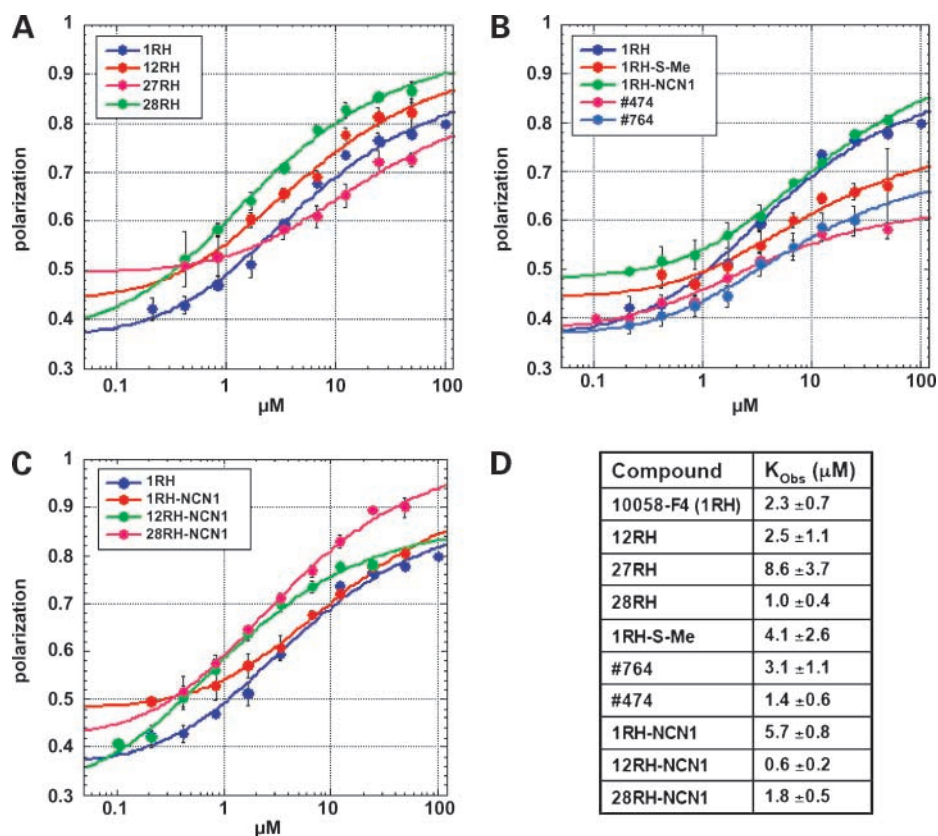 A
1RH
12RH
27RH
28RH
polarization
1
0.9
0.8
0.7
0.6
0.5
0.4
0.3
0.1
1
10
100
µM
B
1RH
1RH-S-Me
1RH-NCN1
#474
#764
polarization
1
0.9
0.8
0.7
0.6
0.5
0.4
0.3
0.1
1
10
100
µM
C
1RH
1RH-NCN1
12RH-NCN1
28RH-NCN1
polarization
1
0.9
0.8
0.7
0.6
0.5
0.4
0.3
0.1
1
10
100
µM
D
Compound K_Obs (µM)
10058-F4 (1RH) 2.3 ±0.7
12RH 2.5 ±1.1
27RH 8.6 ±3.7
28RH 1.0 ±0.4
1RH-S-Me 4.1 ±2.6
#764 3.1 ±1.1
#474 1.4 ±0.6
1RH-NCN1 5.7 ±0.8
12RH-NCN1 0.6 ±0.2
28RH-NCN1 1.8 ±0.5